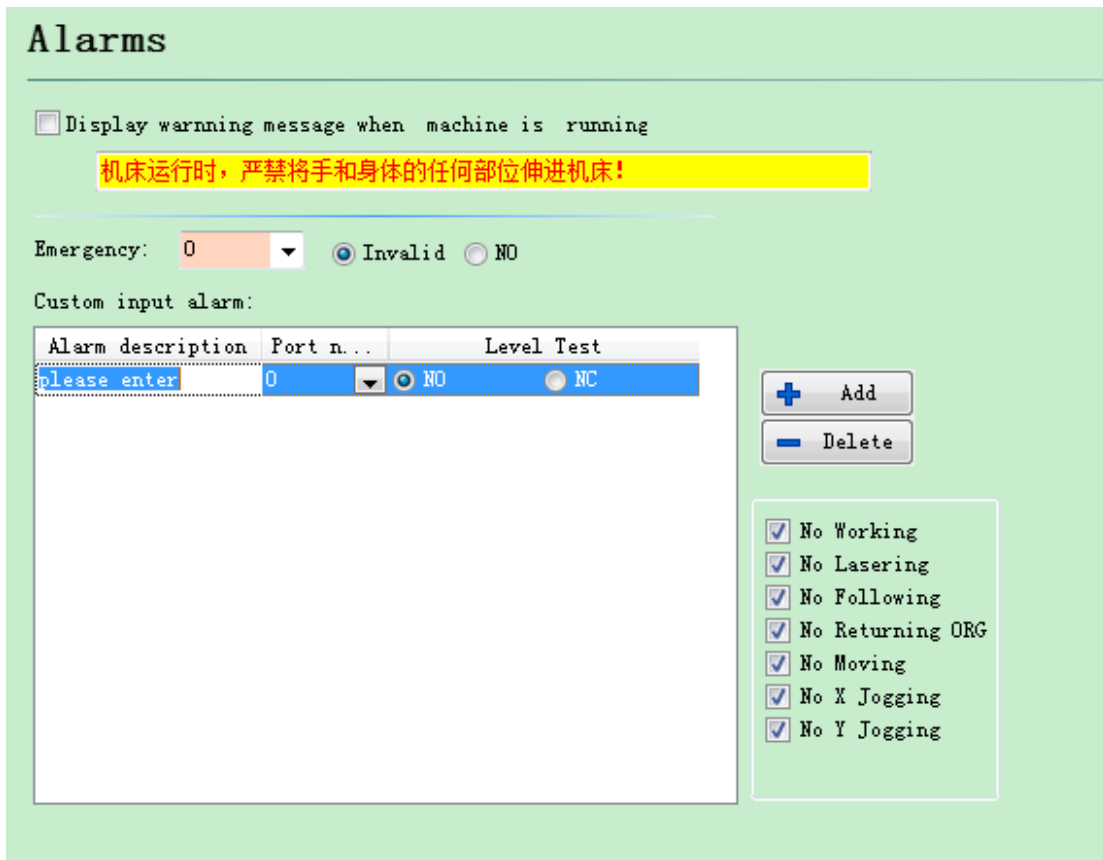 Alarms
Display warnning message when machine is running
机床运行时，严禁将手和身体的任何部位伸进机床！
Emergency: 0 Invalid NO
Custom input alarm:
Alarm description Port n... Level Test
please enter 0 NO NC
Add
Delete
No Working
No Lasering
No Following
No Returning ORG
No Moving
No X Jogging
No Y Jogging